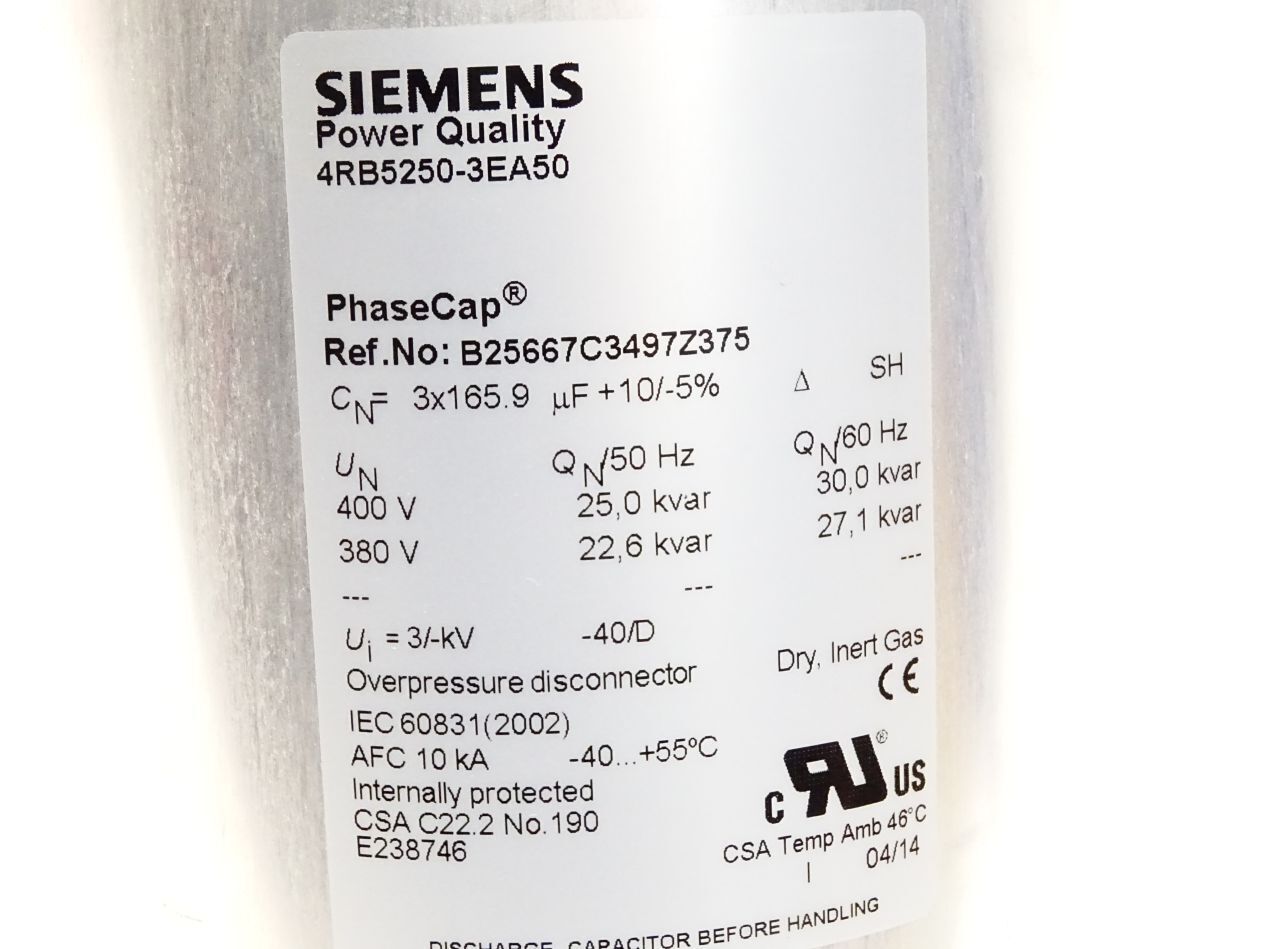 SIEMENS
Power Quality
4RB5250-3EA50
PhaseCap®
Ref.No: B25667C3497Z375
CN= 3x165.9 µF +10/-5% Δ SH
UN QN/50 Hz QN/60 Hz
400 V 25,0 kvar 30,0 kvar
380 V 22,6 kvar 27,1 kvar
--- --- ---
Ui = 3/-kV -40/D Dry, Inert Gas
Overpressure disconnector CE
IEC 60831(2002)
AFC 10 kA -40...+55ºC
Internally protected c RU ® US
CSA C22.2 No.190 CSA Temp Amb 46°C
E238746 I 04/14
DISCHARGE CAPACITOR BEFORE HANDLING